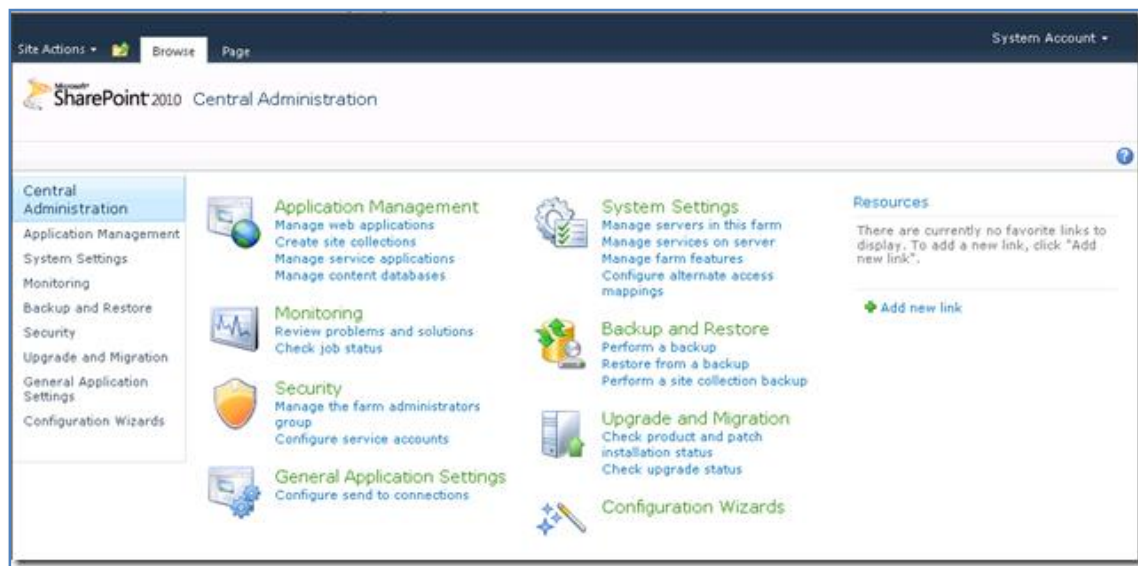 Site Actions
Browse
Page
System Account
Microsoft
SharePoint 2010 Central Administration
Central
Administration
Application Management
System Settings
Monitoring
Backup and Restore
Security
Upgrade and Migration
General Application
Settings
Configuration Wizards
Application Management
Manage web applications
Create site collections
Manage service applications
Manage content databases
Monitoring
Review problems and solutions
Check job status
Security
Manage the farm administrators
group
Configure service accounts
General Application Settings
Configure send to connections
System Settings
Manage servers in this farm
Manage services on server
Manage farm features
Configure alternate access
mappings
Backup and Restore
Perform a backup
Restore from a backup
Perform a site collection backup
Upgrade and Migration
Check product and patch
installation status
Check upgrade status
Configuration Wizards
Resources
There are currently no favorite links to
display. To add a new link, click "Add
new link".
Add new link